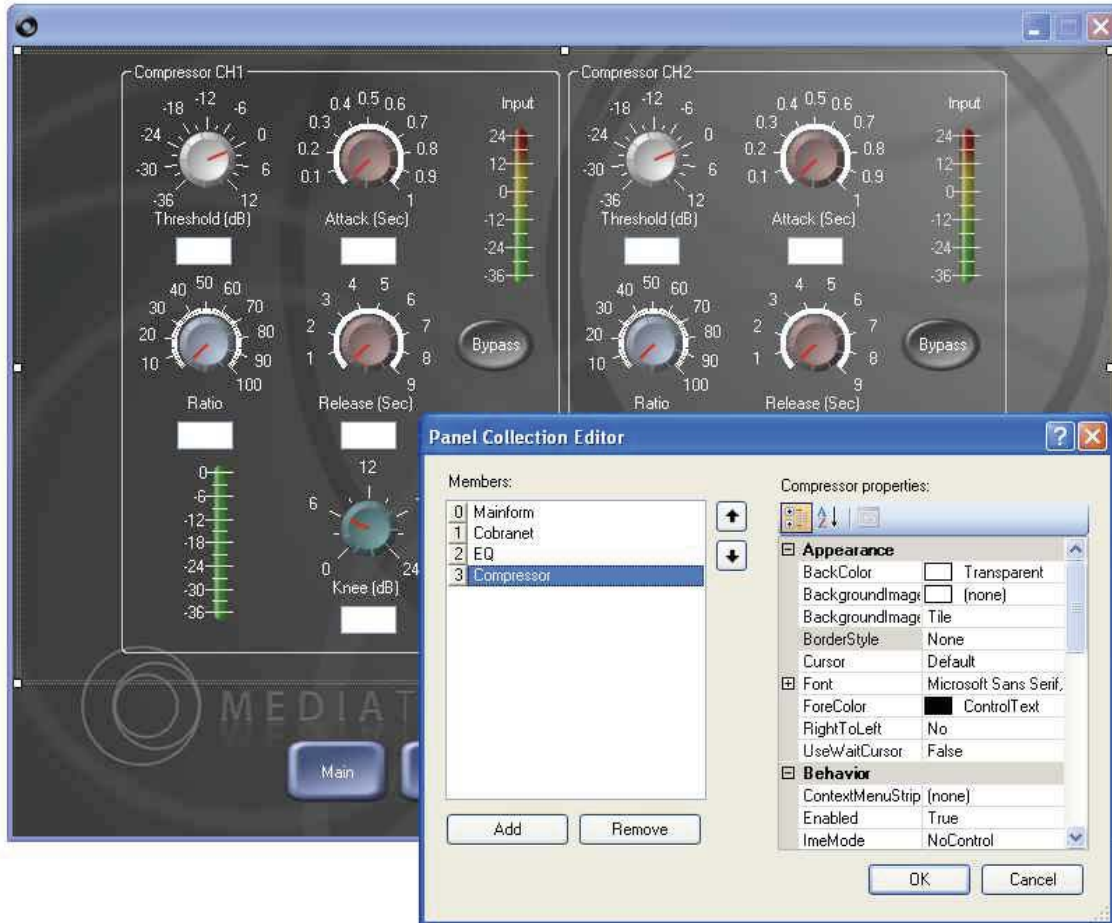 Compressor CH1
-36
-30
-24
-18
-12
-6
0
6
12
Threshold (dB)
0.1
0.2
0.3
0.4
0.5
0.6
0.7
0.8
0.9
1
Attack (Sec)
Input
24
12
0
-12
-24
-36
10
20
30
40
50
60
70
80
90
100
Ratio
1
2
3
4
5
6
7
8
9
Release (Sec)
Bypass
0
-6
-12
-18
-24
-30
-36
0
6
12
24
Knee (dB)
Compressor CH2
-36
-30
-24
-18
-12
-6
0
6
12
Threshold (dB)
0.1
0.2
0.3
0.4
0.5
0.6
0.7
0.8
0.9
1
Attack (Sec)
Input
24
12
0
-12
-24
-36
10
20
30
40
50
60
70
80
90
100
Ratio
1
2
3
4
5
6
7
8
9
Release (Sec)
Bypass
MEDIAT
Main
Panel Collection Editor
Members:
0 Mainform
1 Cobranet
2 EQ
3 Compressor
Add
Remove
Compressor properties:
Appearance
BackColor Transparent
BackgroundImage (none)
BackgroundImage Tile
BorderStyle None
Cursor Default
Font Microsoft Sans Serif,
ForeColor ControlText
RightToLeft No
UseWaitCursor False
Behavior
ContextMenuStrip (none)
Enabled True
ImeMode NoControl
OK
Cancel